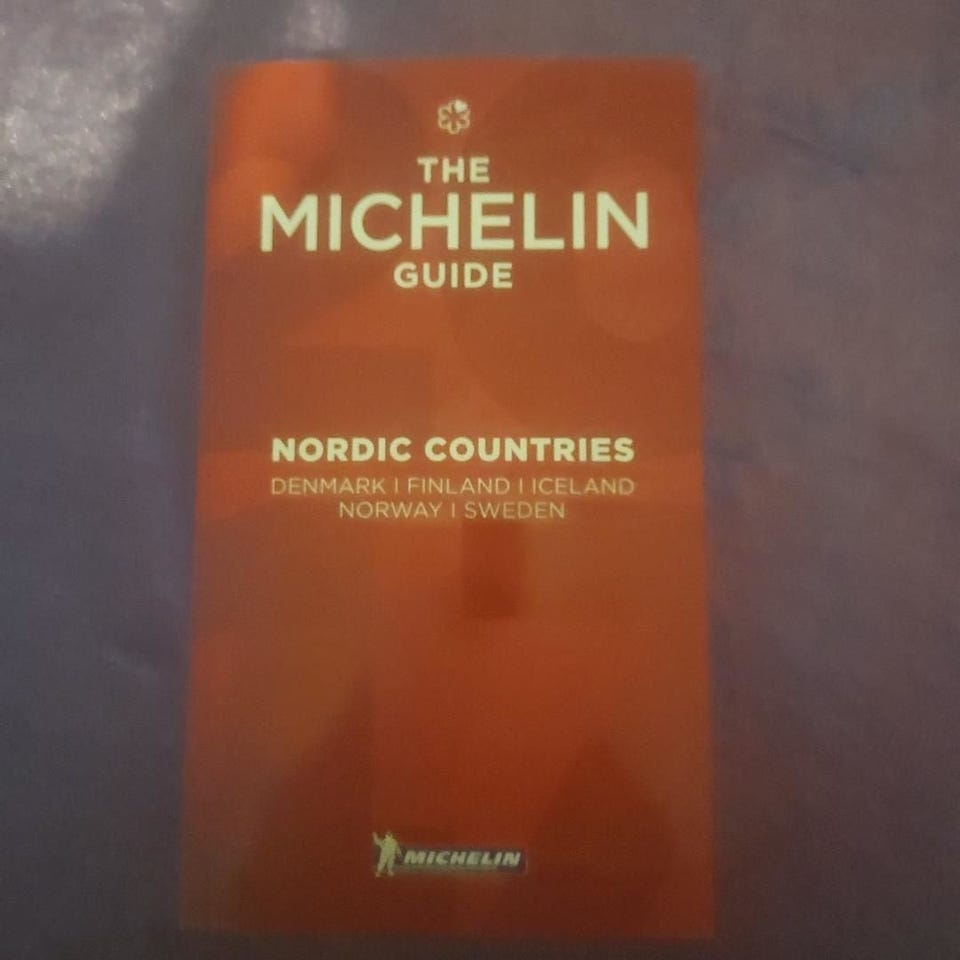 THE
MICHELIN
GUIDE
NORDIC COUNTRIES
DENMARK I FINLAND I ICELAND
NORWAY I SWEDEN
MICHELIN